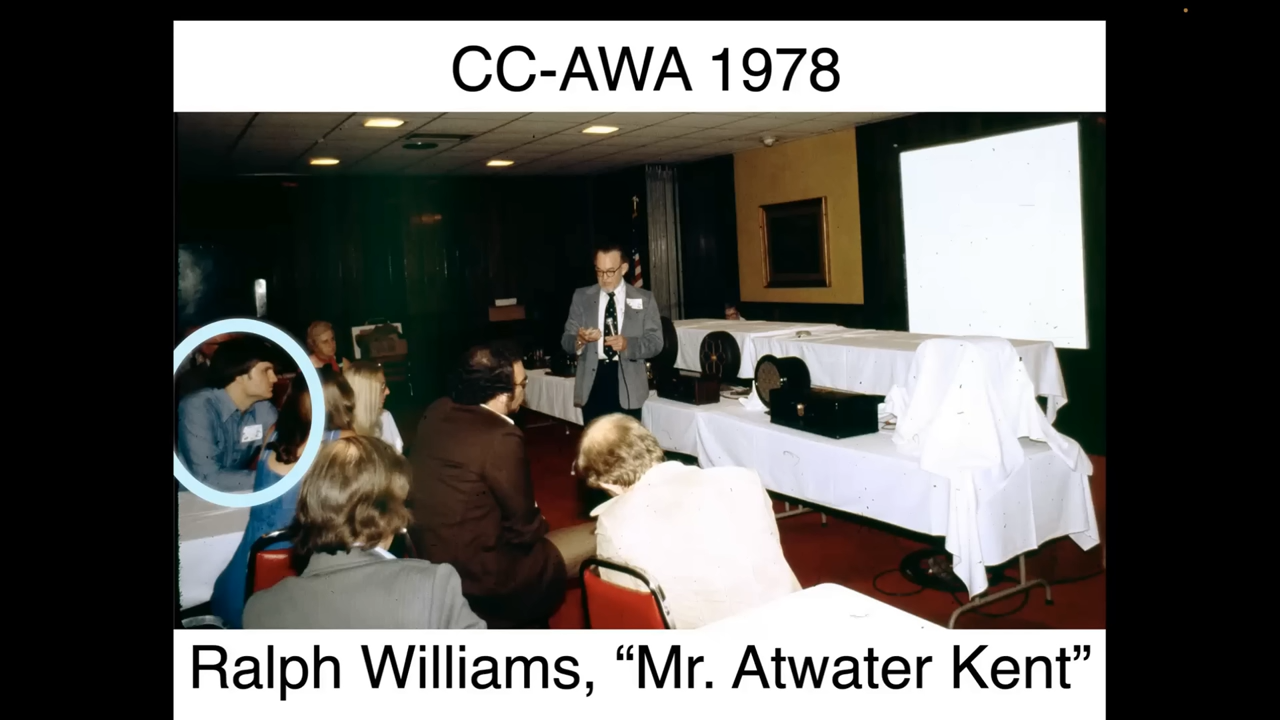 CC-AWA 1978
Ralph Williams, “Mr. Atwater Kent”